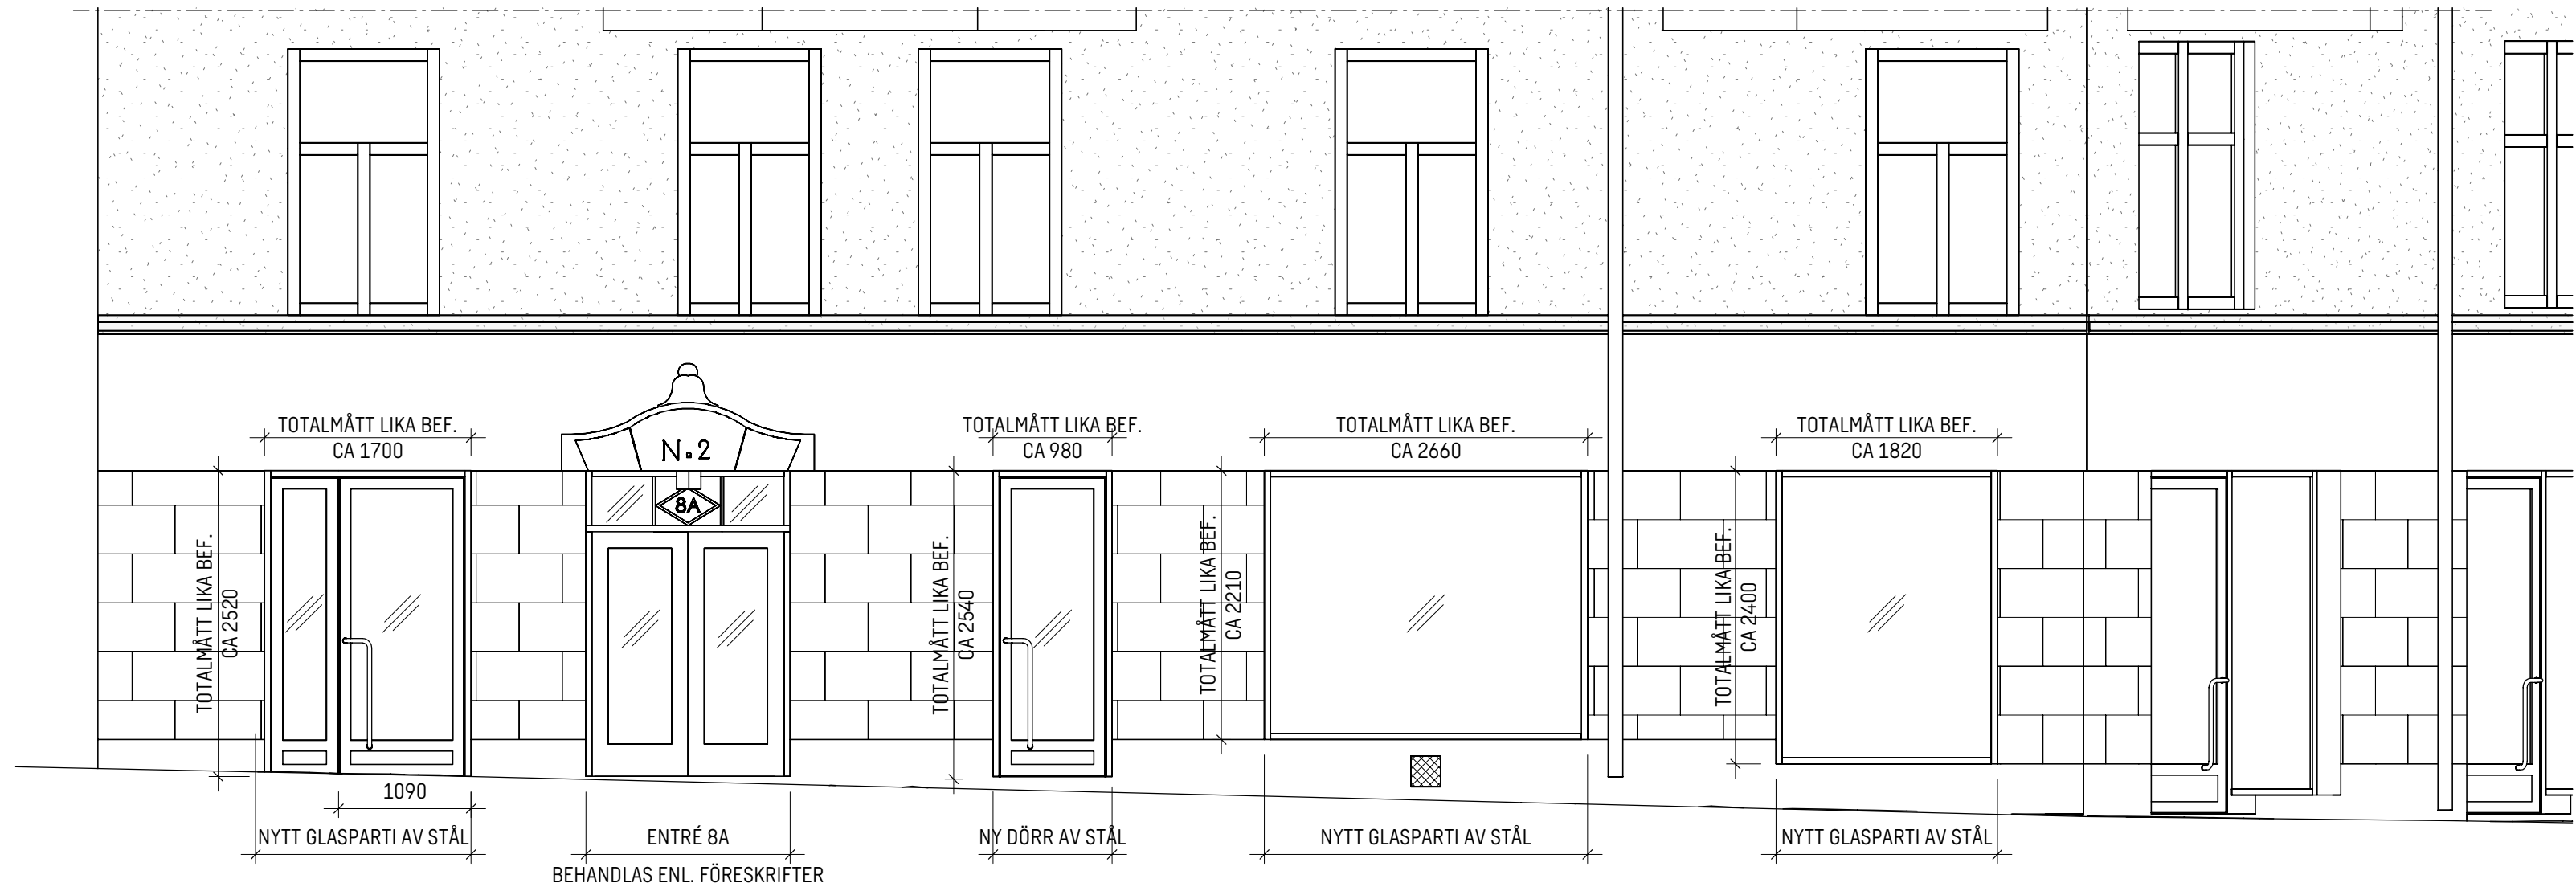 TOTALMÅTT LIKA BEF.
CA 1700
TOTALMÅTT LIKA BEF.
CA 980
TOTALMÅTT LIKA BEF.
CA 2660
TOTALMÅTT LIKA BEF.
CA 1820
N.2
8A
TOTALMÅTT LIKA BEF.
CA 2520
TOTALMÅTT LIKA BEF.
CA 2540
TOTALMÅTT LIKA BEF.
CA 2210
TOTALMÅTT LIKA BEF.
CA 2400
1090
NYTT GLASPARTI AV STÅL
ENTRÉ 8A
BEHANDLAS ENL. FÖRESKRIFTER
NY DÖRR AV STÅL
NYTT GLASPARTI AV STÅL
NYTT GLASPARTI AV STÅL